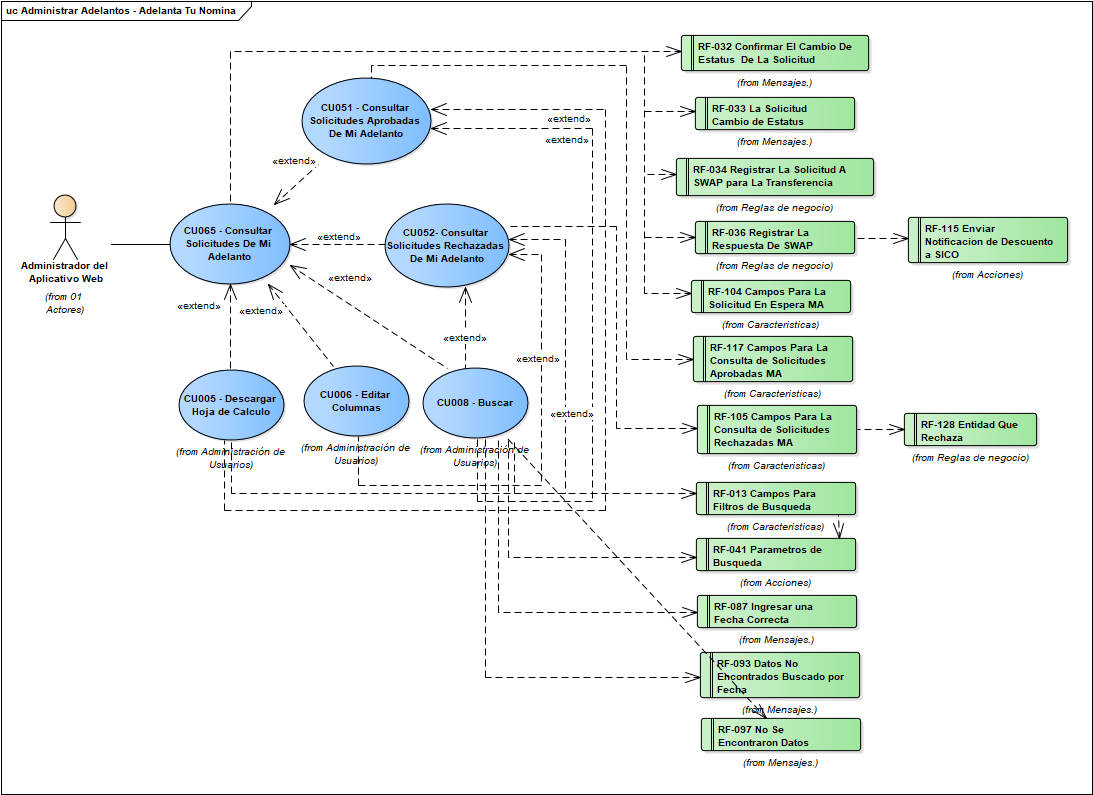 uc Administrar Adelantos - Adelanta Tu Nomina
Administrador del
Aplicativo Web
(from 01
Actores)
CU051 - Consultar
Solicitudes Aprobadas
De Mi Adelanto
CU065 - Consultar
Solicitudes De Mi
Adelanto
CU052- Consultar
Solicitudes Rechazadas
De Mi Adelanto
CU005 - Descargar
Hoja de Calculo
(from Administración de
Usuarios)
CU006 - Editar
Columnas
(from Administración de
Usuarios)
CU008 - Buscar
(from Administración de
Usuarios)
«extend»
«extend»
«extend»
«extend»
«extend»
«extend»
«extend»
«extend»
«extend»
«extend»
RF-032 Confirmar El Cambio De
Estatus De La Solicitud
(from Mensajes.)
RF-033 La Solicitud
Cambio de Estatus
(from Mensajes.)
RF-034 Registrar La Solicitud A
SWAP para La Transferencia
(from Reglas de negocio)
RF-036 Registrar La
Respuesta De SWAP
(from Reglas de negocio)
RF-115 Enviar
Notificacion de Descuento
a SICO
(from Acciones)
RF-104 Campos Para La
Solicitud En Espera MA
(from Caracteristicas)
RF-117 Campos Para La
Consulta de Solicitudes
Aprobadas MA
(from Caracteristicas)
RF-105 Campos Para La
Consulta de Solicitudes
Rechazadas MA
(from Caracteristicas)
RF-128 Entidad Que
Rechaza
(from Reglas de negocio)
RF-013 Campos Para
Filtros de Busqueda
(from Caracteristicas)
RF-041 Parametros de
Busqueda
(from Acciones)
RF-087 Ingresar una
Fecha Correcta
(from Mensajes.)
RF-093 Datos No
Encontrados Buscado por
Fecha
(from Mensajes.)
RF-097 No Se
Encontraron Datos
(from Mensajes.)